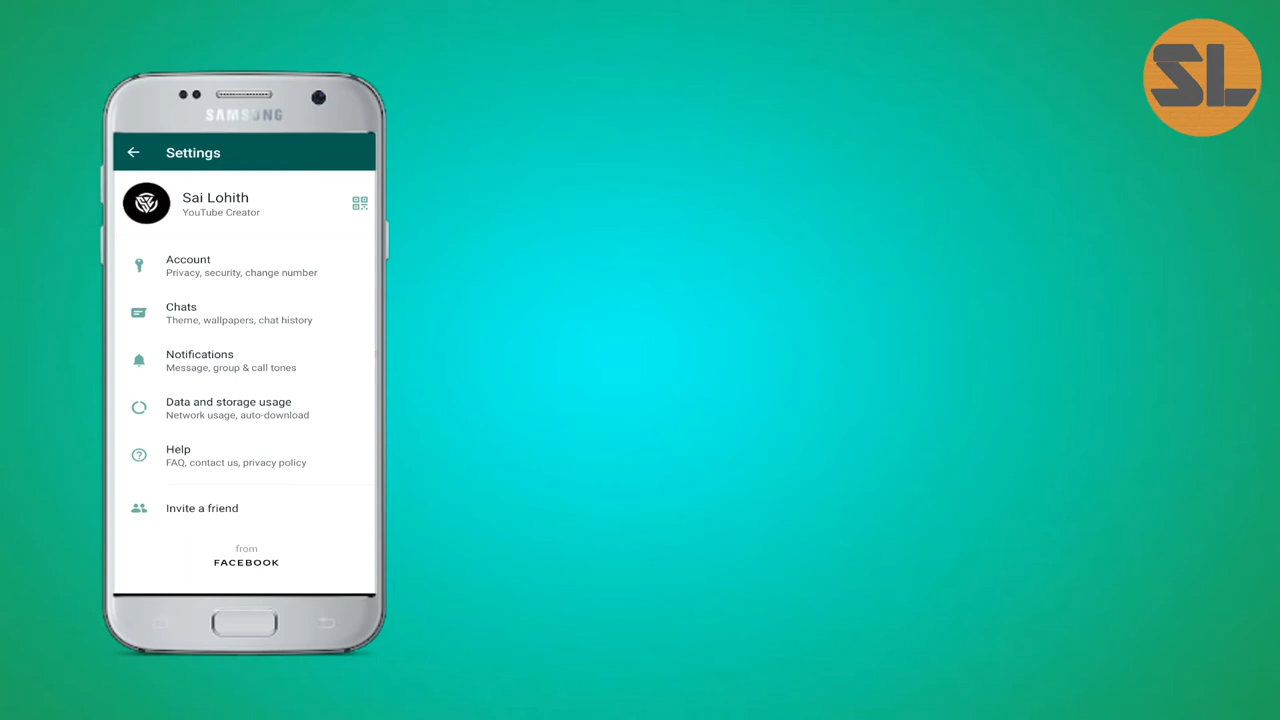 SL
SAMSUNG
Settings
Sai Lohith
YouTube Creator
Account
Privacy, security, change number
Chats
Theme, wallpapers, chat history
Notifications
Message, group & call tones
Data and storage usage
Network usage, auto-download
Help
FAQ, contact us, privacy policy
Invite a friend
from
FACEBOOK